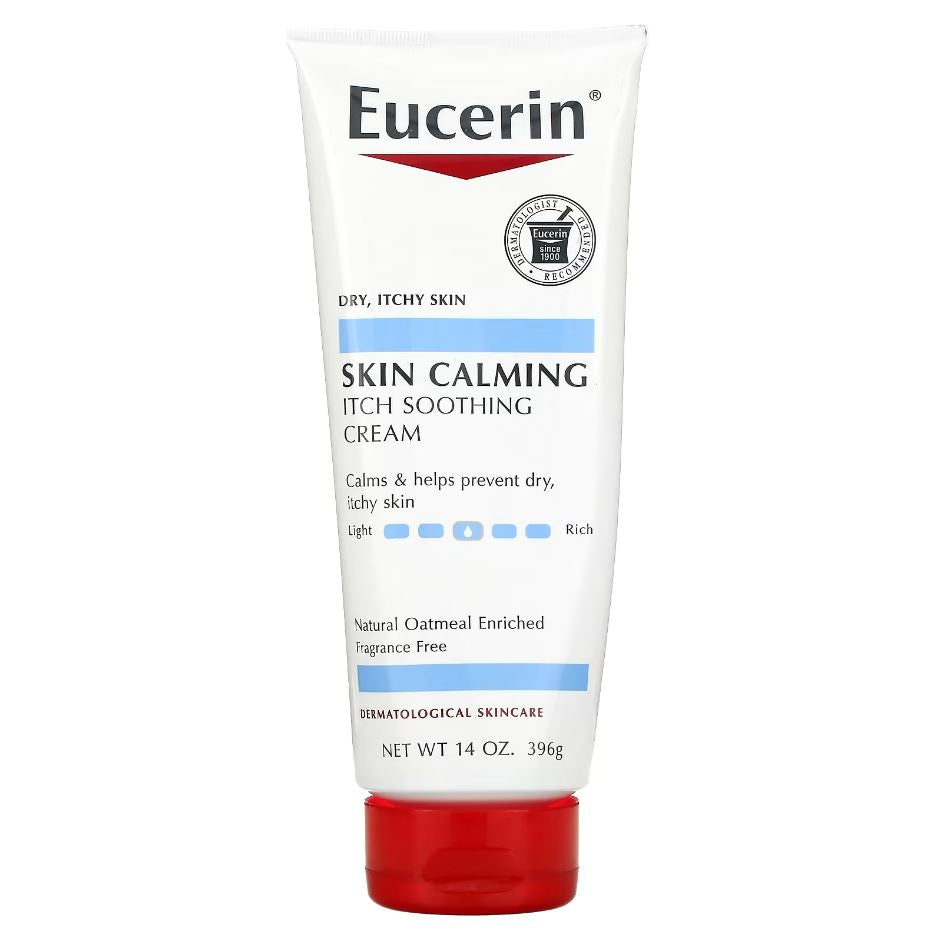 Eucerin®
DERMATOLOGIST RECOMMENDED
Eucerin
since
1900
DRY, ITCHY SKIN
SKIN CALMING
ITCH SOOTHING
CREAM
Calms & helps prevent dry,
itchy skin
Light Rich
Natural Oatmeal Enriched
Fragrance Free
DERMATOLOGICAL SKINCARE
NET WT 14 OZ. 396g